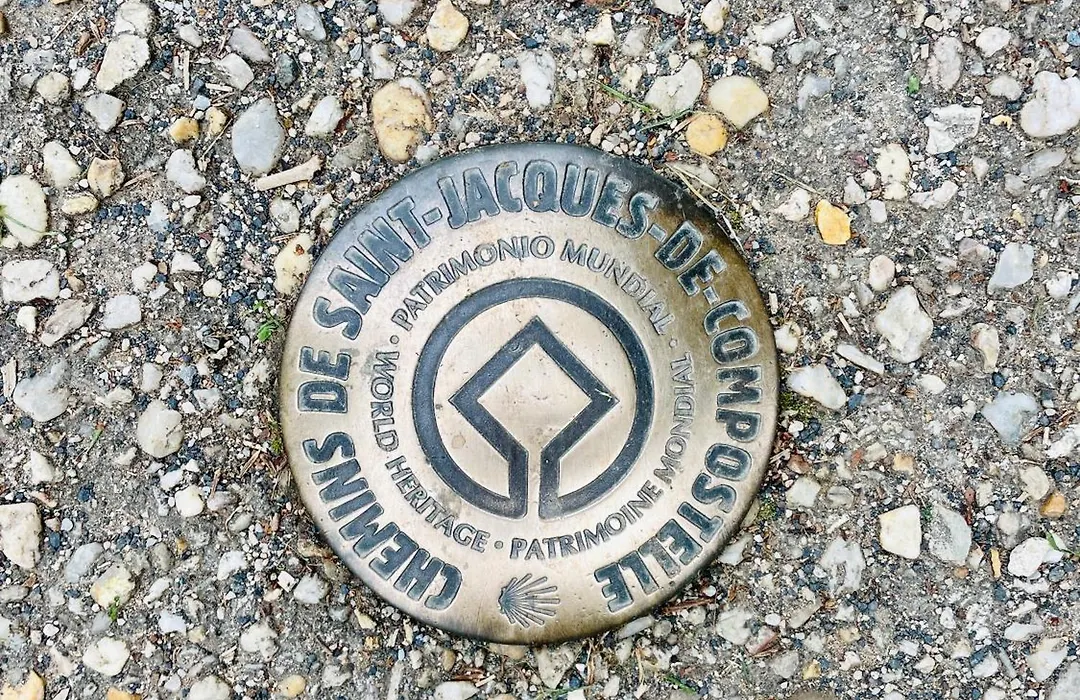 CHEMINS DE SAINT-JACQUES-DE-COMPOSTELLE
PATRIMONIO MUNDIAL • WORLD HERITAGE • PATRIMOINE MONDIAL •